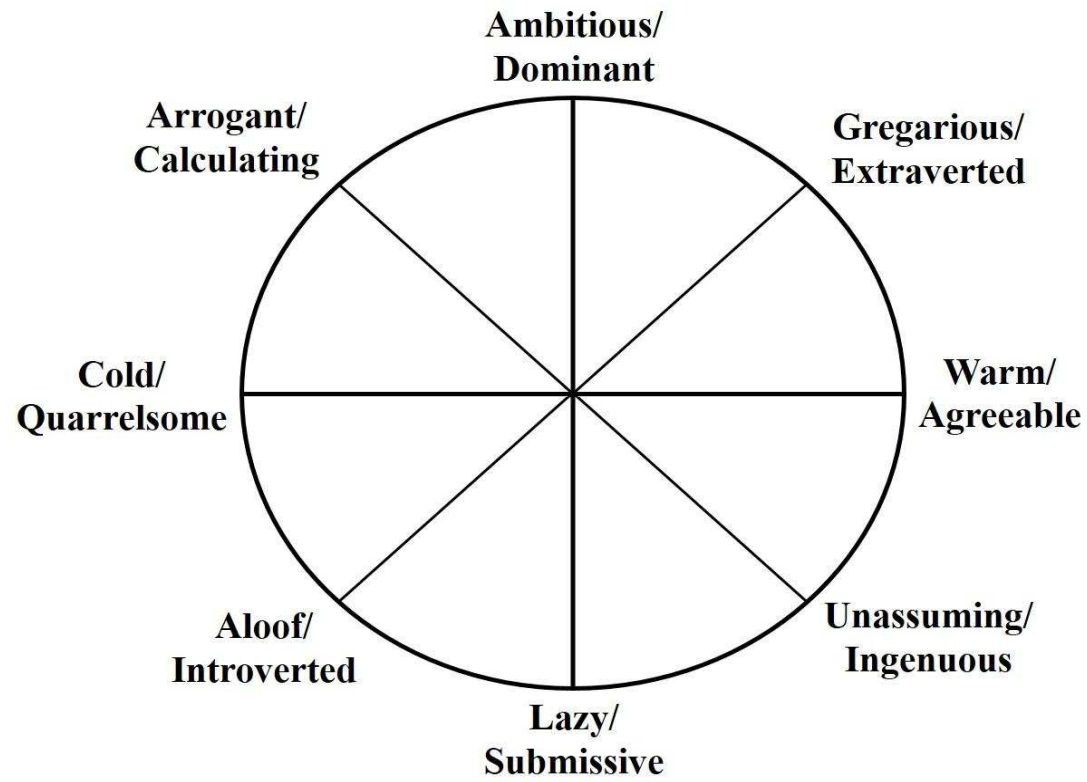 Ambitious/
Dominant
Arrogant/
Calculating
Gregarious/
Extraverted
Cold/
Quarrelsome
Warm/
Agreeable
Aloof/
Introverted
Unassuming/
Ingenuous
Lazy/
Submissive